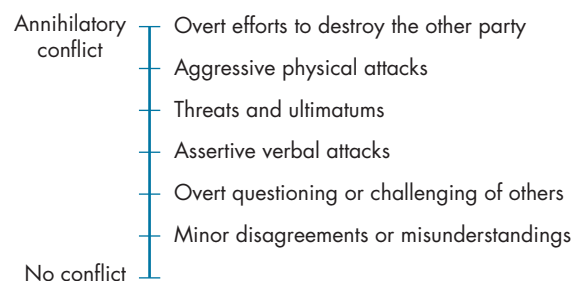 Annihilatory
conflict
Overt efforts to destroy the other party
Aggressive physical attacks
Threats and ultimatums
Assertive verbal attacks
Overt questioning or challenging of others
Minor disagreements or misunderstandings
No conflict